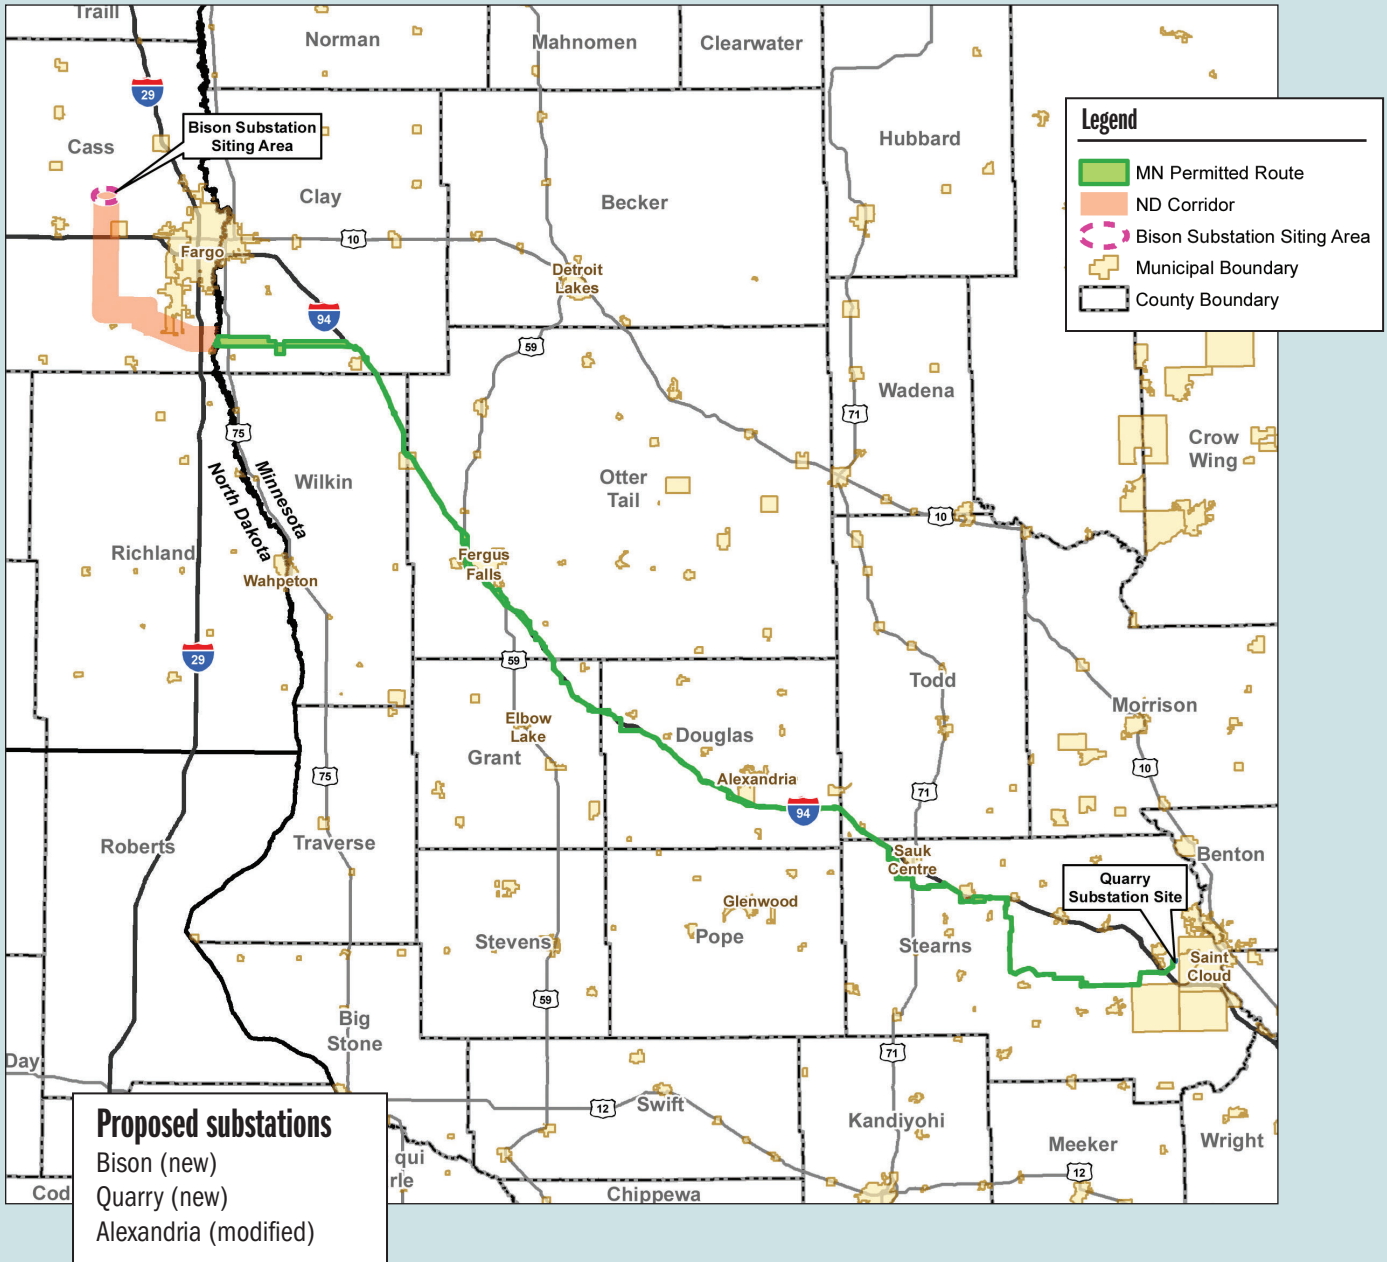 Traill
Norman
Mahnomen
Clearwater
29
Bison Substation
Siting Area
Cass
Hubbard
Clay
Becker
10
Fargo
Detroit
Lakes
94
59
Legend
MN Permitted Route
ND Corridor
Bison Substation Siting Area
Municipal Boundary
County Boundary
Wadena
71
75
Crow
Wing
Minnesota
North Dakota
Wilkin
Otter
Tail
10
Richland
Fergus
Falls
Wahpeton
29
59
Todd
Morrison
Elbow
Lake
Grant
Douglas
Alexandria
75
10
71
94
Roberts
Traverse
Sauk
Centre
Benton
Quarry
Substation Site
Glenwood
Stevens
Pope
Stearns
Saint
Cloud
59
Big
Stone
71
Day
12
Swift
Kandiyohi
Meeker
Wright
12
qui
rle
Cod
Chippewa
Proposed substations
Bison (new)
Quarry (new)
Alexandria (modified)